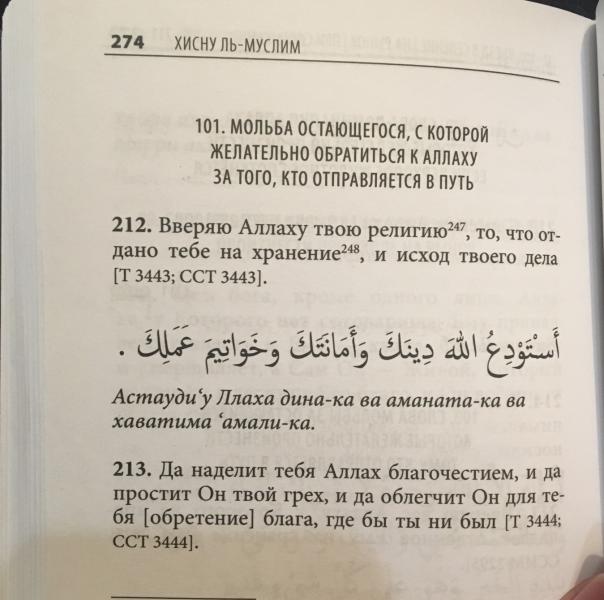 274 ХИСНУ ЛЬ-МУСЛИМ
101. МОЛЬБА ОСТАЮЩЕГОСЯ, С КОТОРОЙ
ЖЕЛАТЕЛЬНО ОБРАТИТЬСЯ К АЛЛАХУ
ЗА ТОГО, КТО ОТПРАВЛЯЕТСЯ В ПУТЬ
212. Вверяю Аллаху твою религию²⁴⁷, то, что от-
дано тебе на хранение²⁴⁸, и исход твоего дела
[Т 3443; ССТ 3443].
أَسْتَوْدِعُ اللهَ دِينَكَ وَأَمَانَتَكَ وَخَوَاتِيمَ عَمَلِكَ .
Астауди‘у Ллаха дина-ка ва аманата-ка ва
хаватима ‘амали-ка.
213. Да наделит тебя Аллах благочестием, и да
простит Он твой грех, и да облегчит Он для те-
бя [обретение] блага, где бы ты ни был [Т 3444;
ССТ 3444].